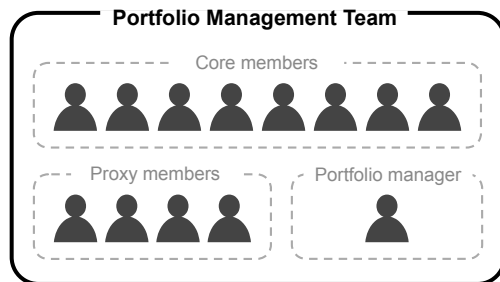 Portfolio Management Team
Core members
Proxy members
Portfolio manager